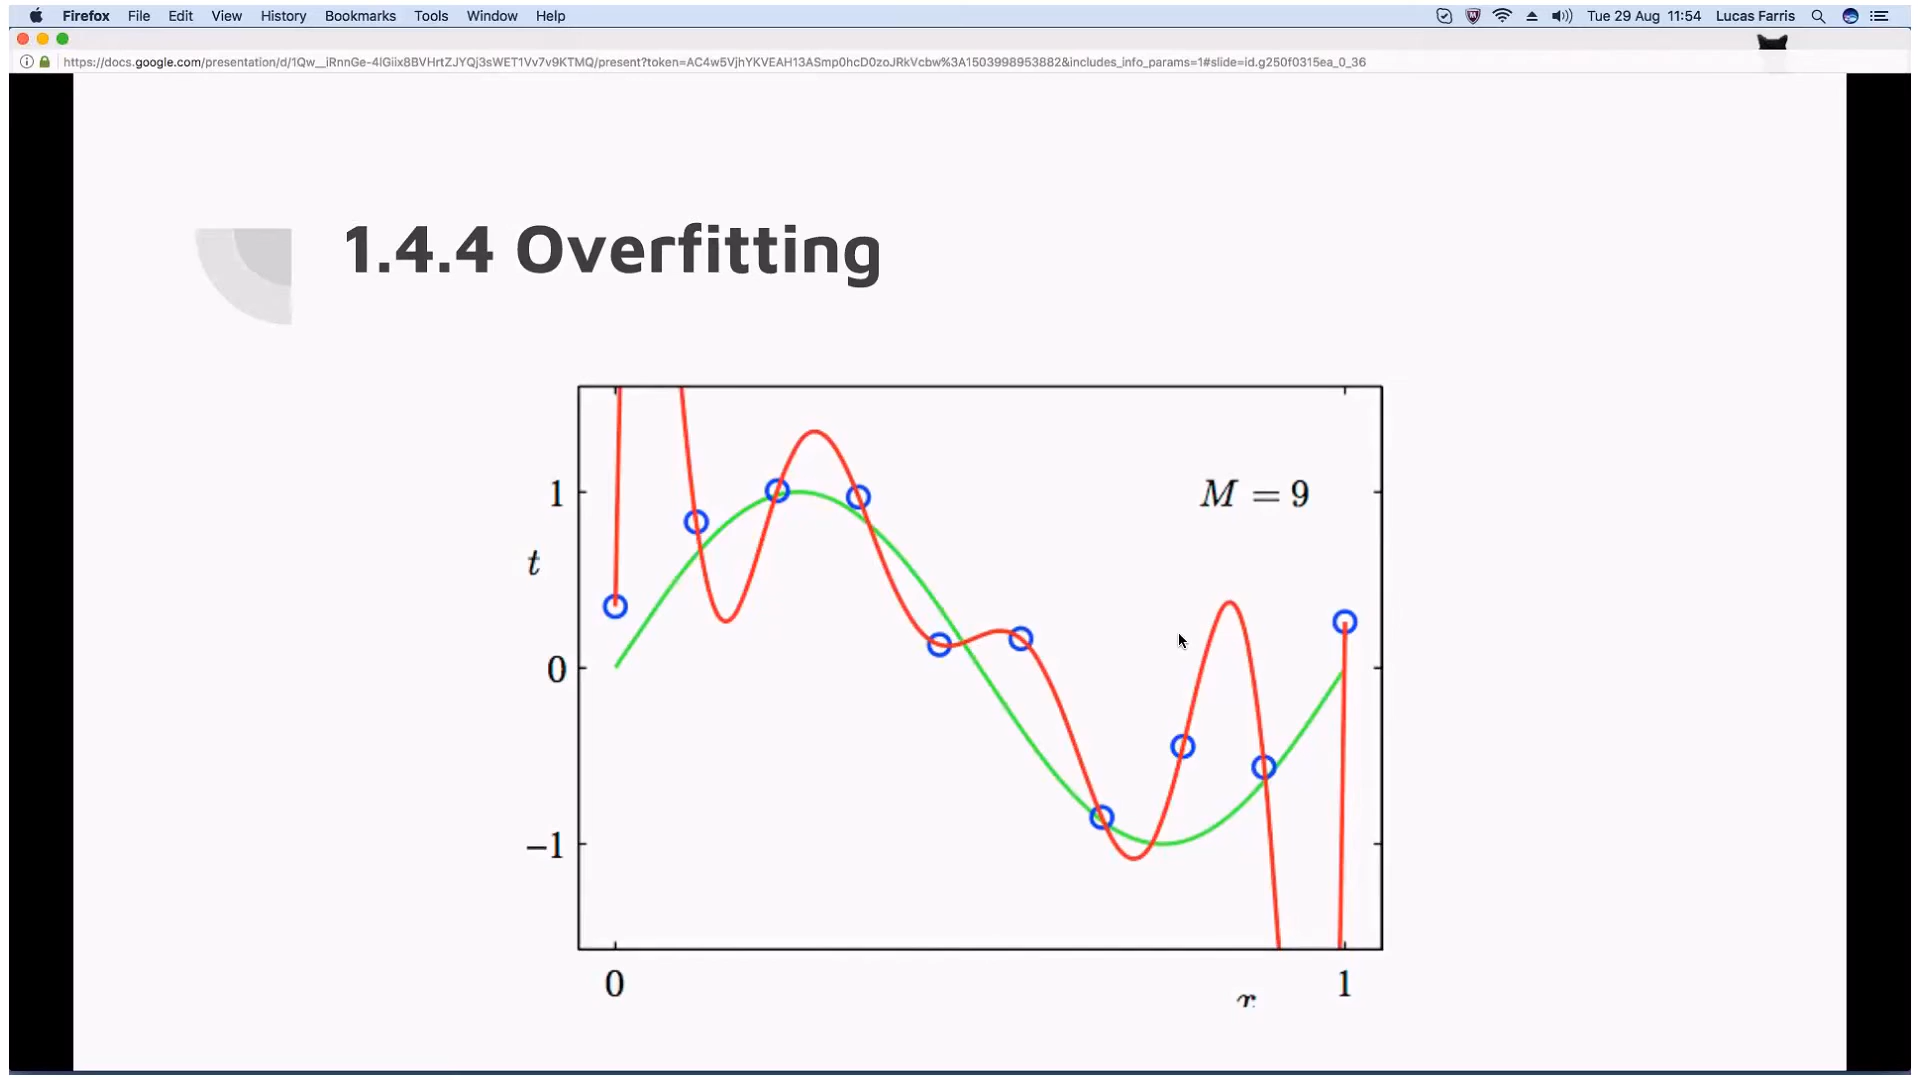 Firefox File Edit View History Bookmarks Tools Window Help Tue 29 Aug 11:54 Lucas Farris
https://docs.google.com/presentation/d/1Qw__iRnnGe-4lGiix8BVHrtZJYQj3sWET1Vv7v9KTMQ/present?token=AC4w5VjhYKVEAH13ASmp0hcD0zoJRkVcbw%3A1503998953882&includes_info_params=1#slide=id.g250f0315ea_0_36
1.4.4 Overfitting
1
M = 9
t
0
−1
0 1
x